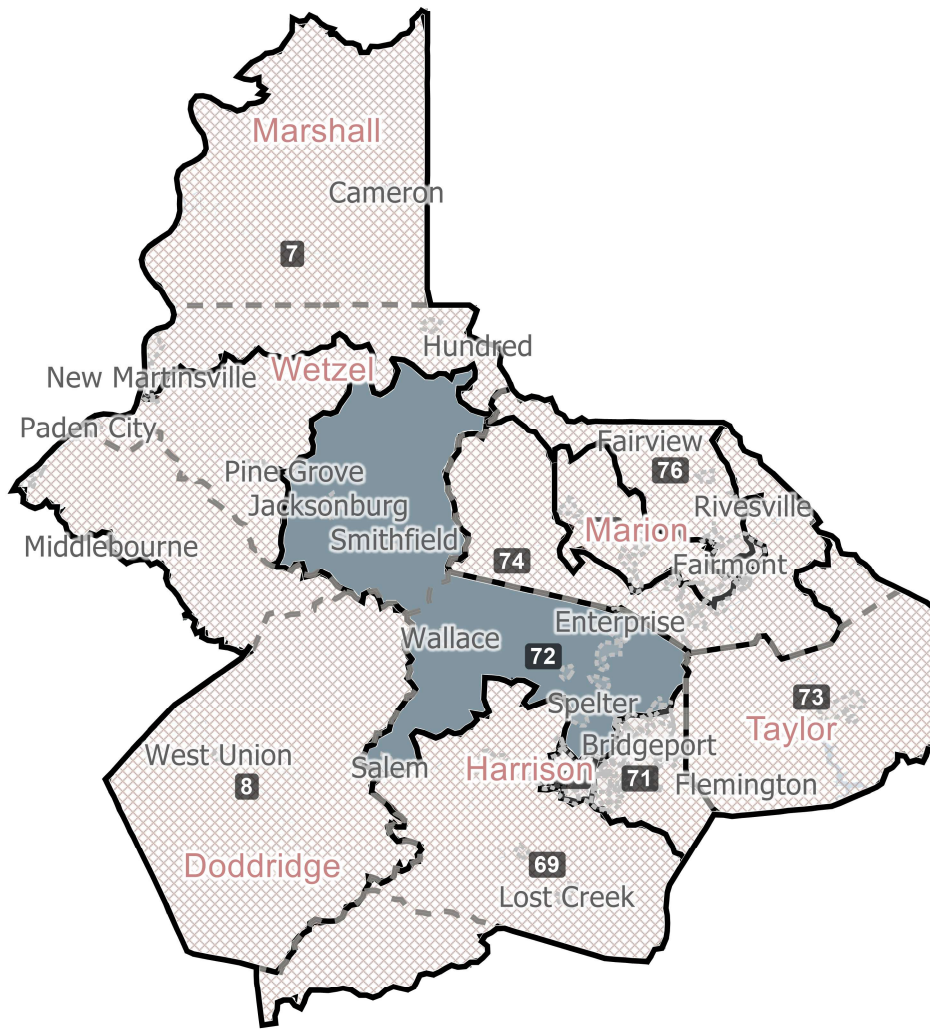 Marshall
Cameron
7
Hundred
Wetzel
New Martinsville
Paden City
Fairview
76
Pine Grove
Jacksonburg
Rivesville
Marion
Smithfield
Middlebourne
74
Fairmont
Enterprise
Wallace
72
73
Spelter
Taylor
Bridgeport
West Union
Salem
Harrison
71
Flemington
8
Doddridge
69
Lost Creek